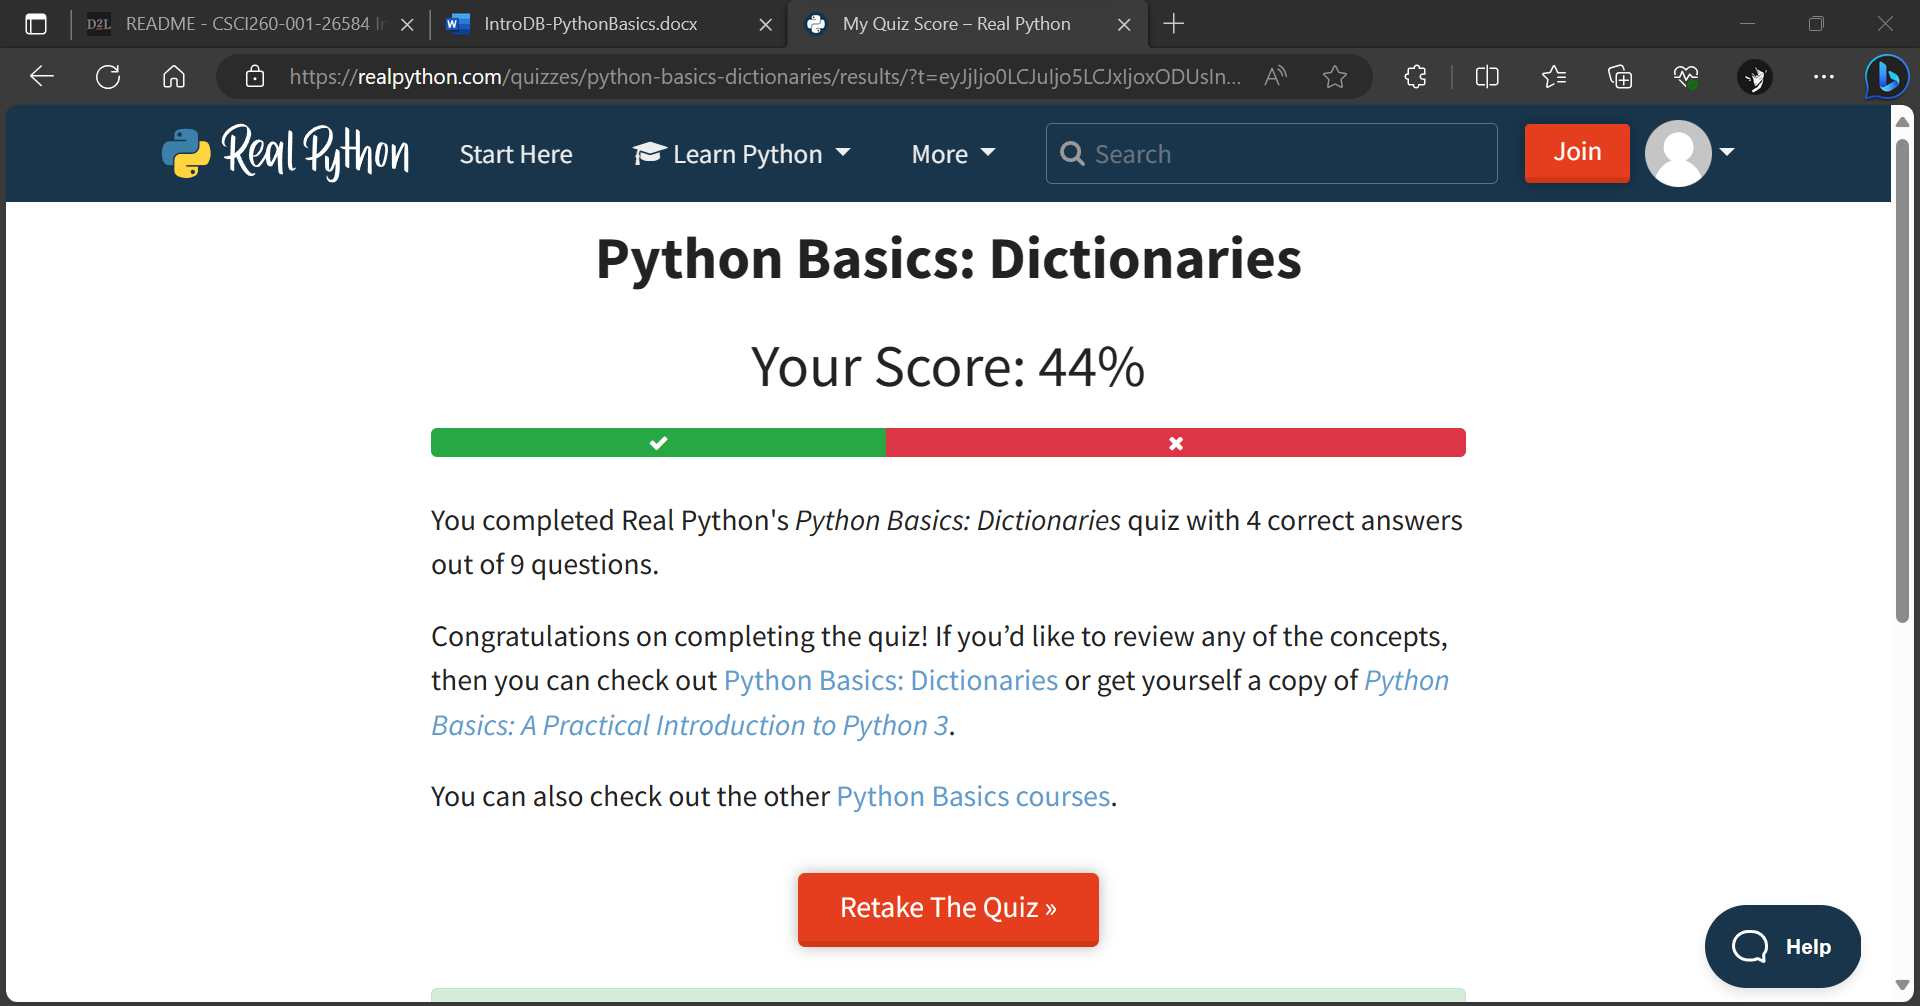 D2L README - CSCI260-001-26584 In
IntroDB-PythonBasics.docx
My Quiz Score – Real Python
https://realpython.com/quizzes/python-basics-dictionaries/results/?t=eyJjIjo0LCJuIjo5LCJxIjoxODUsIn...
Real Python
Start Here
Learn Python
More
Search
Join
Python Basics: Dictionaries
Your Score: 44%
You completed Real Python's Python Basics: Dictionaries quiz with 4 correct answers
out of 9 questions.
Congratulations on completing the quiz! If you’d like to review any of the concepts,
then you can check out Python Basics: Dictionaries or get yourself a copy of Python
Basics: A Practical Introduction to Python 3.
You can also check out the other Python Basics courses.
Retake The Quiz »
Help